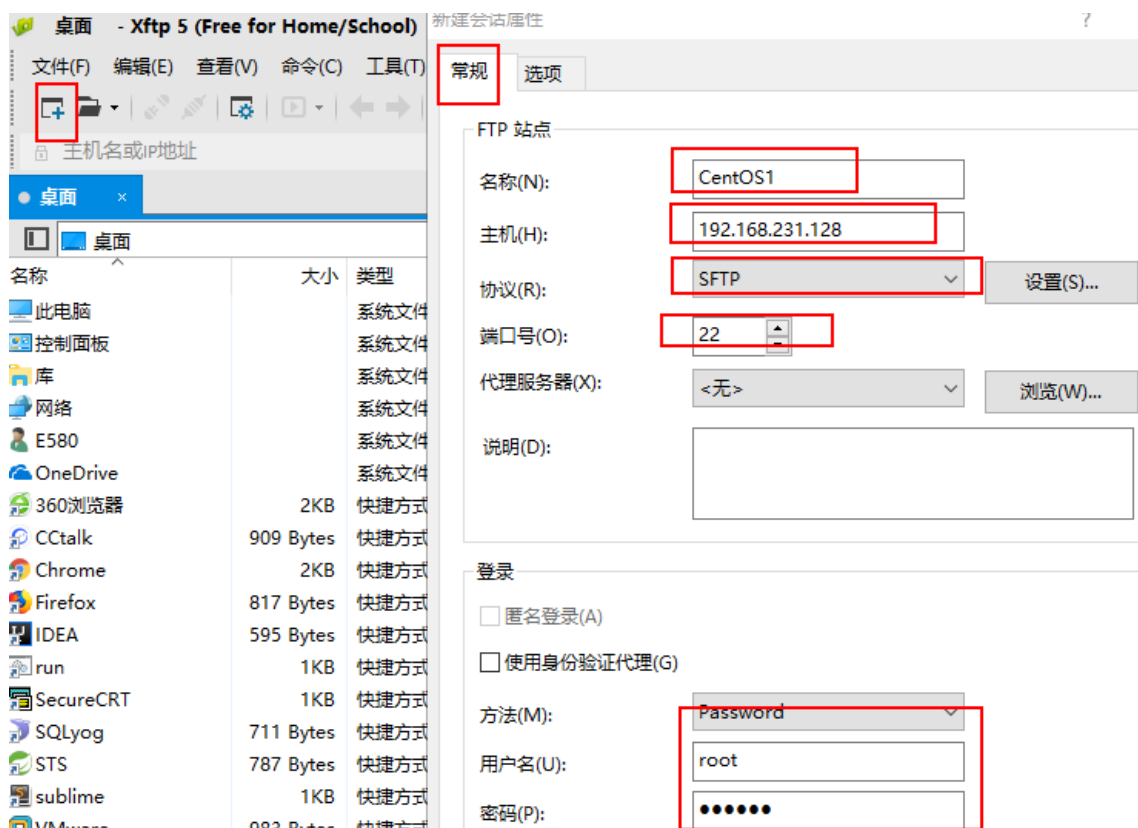 桌面 - Xftp 5 (Free for Home/School)
文件(F) 编辑(E) 查看(V) 命令(C) 工具(T)
主机名或IP地址
桌面 ×
桌面
名称 大小 类型
此电脑 系统文件
控制面板 系统文件
库 系统文件
网络 系统文件
E580 系统文件
OneDrive 系统文件
360浏览器 2KB 快捷方式
CCtalk 909 Bytes 快捷方式
Chrome 2KB 快捷方式
Firefox 817 Bytes 快捷方式
IDEA 595 Bytes 快捷方式
run 1KB 快捷方式
SecureCRT 1KB 快捷方式
SQLyog 711 Bytes 快捷方式
STS 787 Bytes 快捷方式
sublime 1KB 快捷方式
VMware 983 Bytes 快捷方式
新建会话属性 ?
常规 选项
FTP 站点
名称(N): CentOS1
主机(H): 192.168.231.128
协议(R): SFTP 设置(S)...
端口号(O): 22
代理服务器(X): <无> 浏览(W)...
说明(D):
登录
匿名登录(A)
使用身份验证代理(G)
方法(M): Password
用户名(U): root
密码(P): ●●●●●●